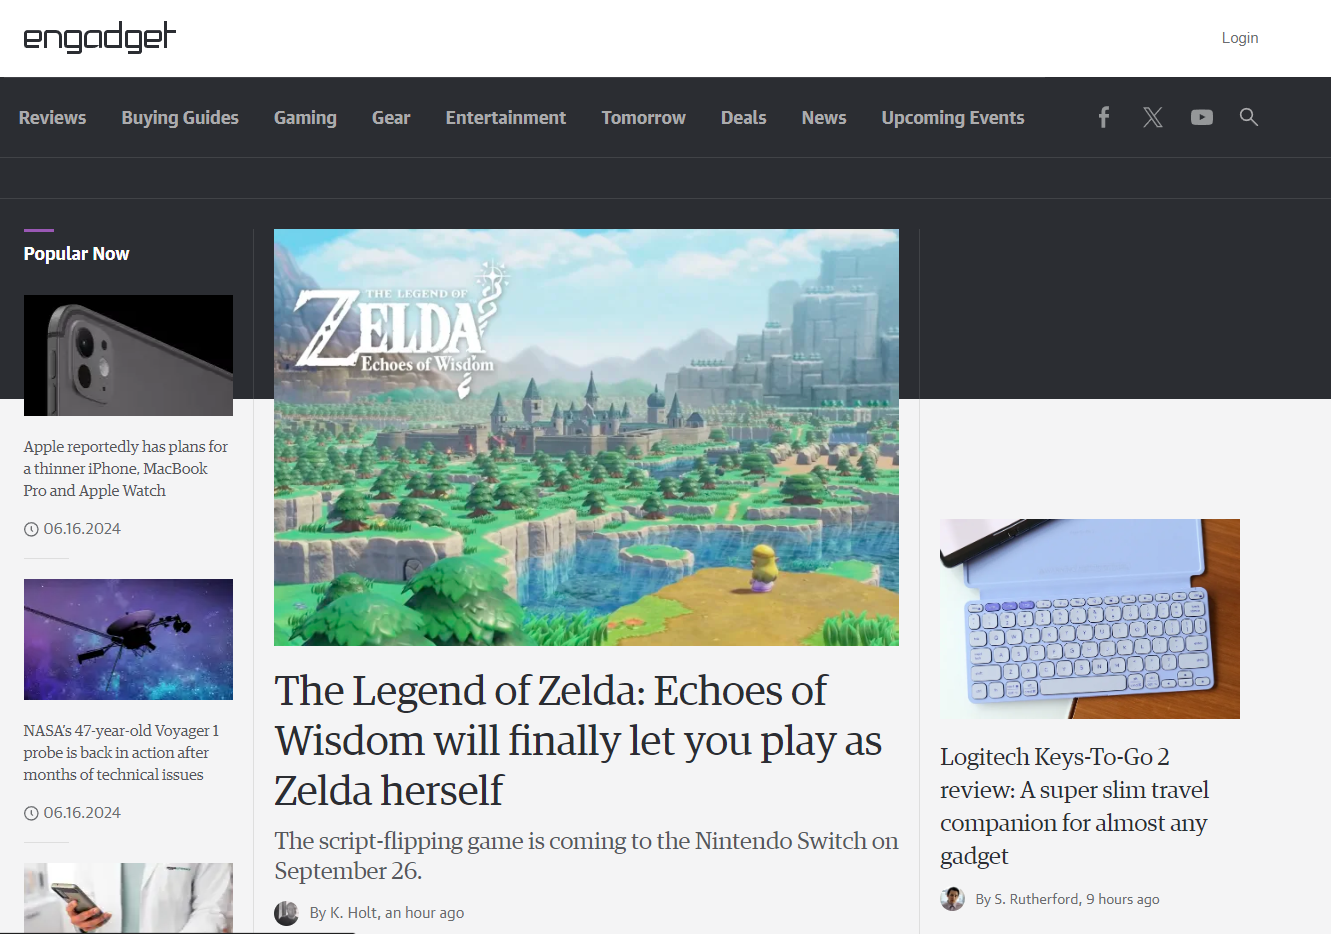 engadget
Login
Reviews Buying Guides Gaming Gear Entertainment Tomorrow Deals News Upcoming Events
Popular Now
Apple reportedly has plans for
a thinner iPhone, MacBook
Pro and Apple Watch
06.16.2024
NASA's 47-year-old Voyager 1
probe is back in action after
months of technical issues
06.16.2024
THE LEGEND OF
ZELDA
Echoes of Wisdom
The Legend of Zelda: Echoes of
Wisdom will finally let you play as
Zelda herself
The script-flipping game is coming to the Nintendo Switch on
September 26.
By K. Holt, an hour ago
Logitech Keys-To-Go 2
review: A super slim travel
companion for almost any
gadget
By S. Rutherford, 9 hours ago